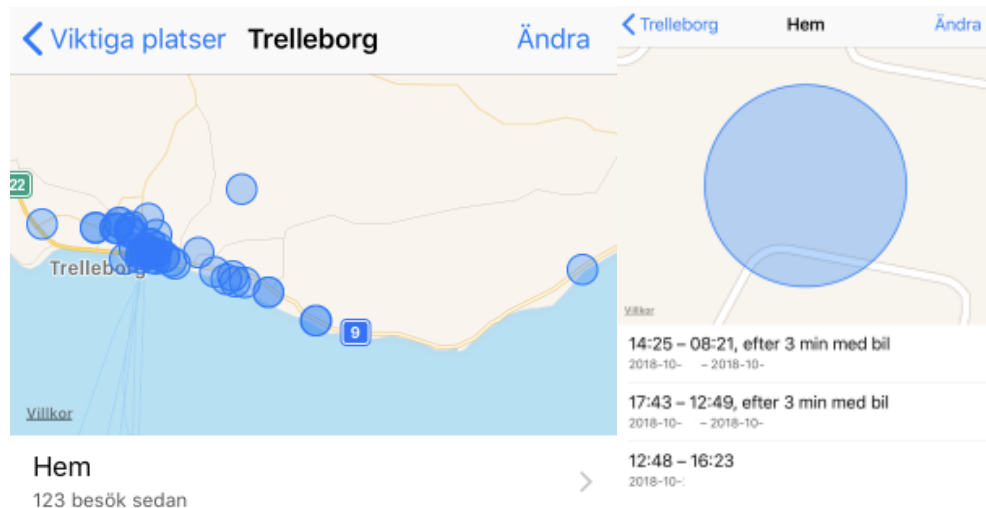 Viktiga platser Trelleborg Ändra
22
Trelleborg
9
Villkor
Hem
123 besök sedan
Trelleborg Hem Ändra
Villkor
14:25 – 08:21, efter 3 min med bil
2018-10- – 2018-10-
17:43 – 12:49, efter 3 min med bil
2018-10- – 2018-10-
12:48 – 16:23
2018-10-